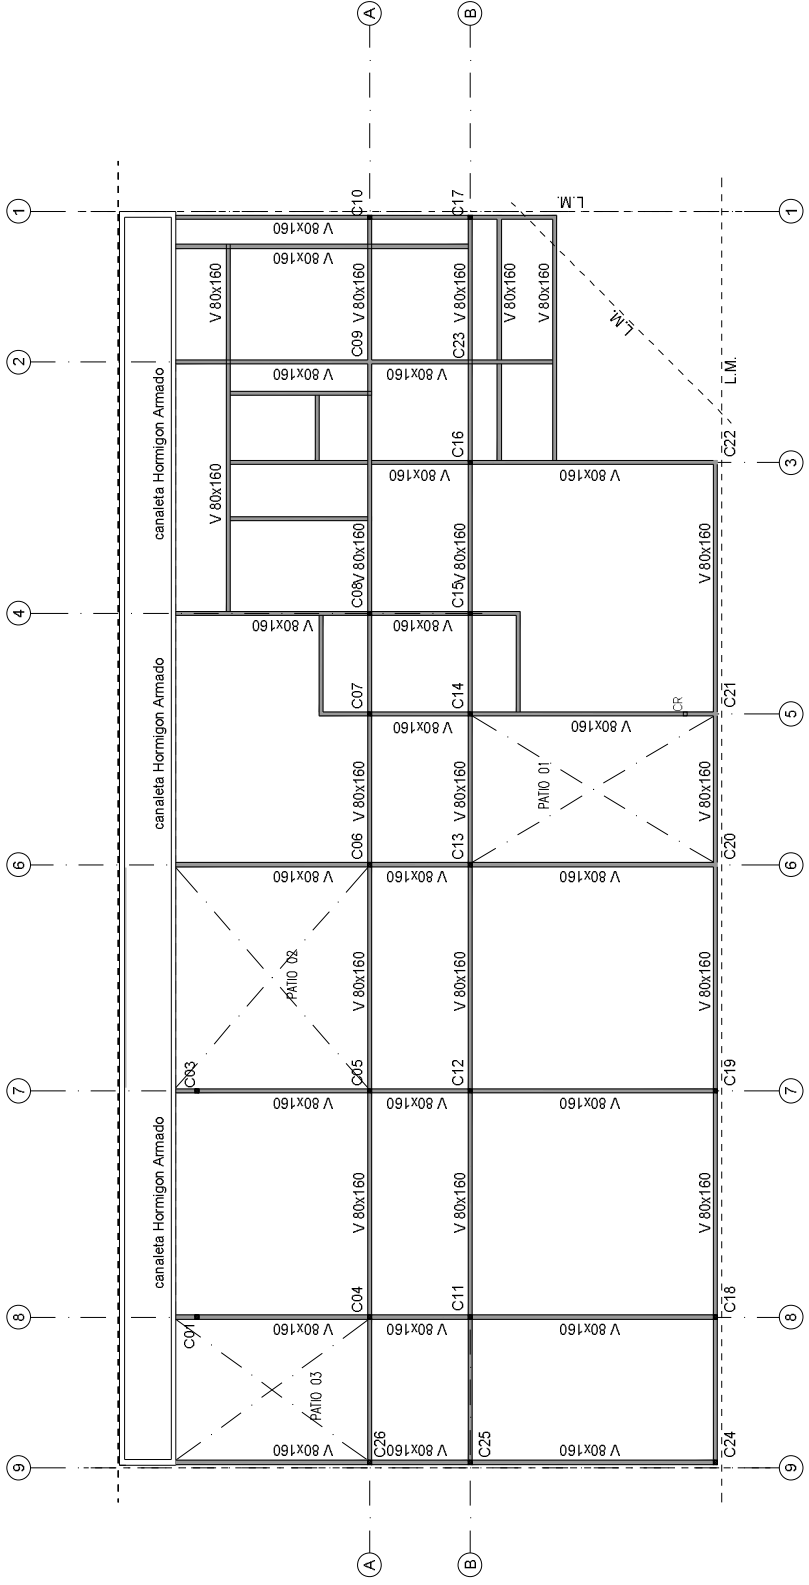 A
B
1
C10
C17
L.M.
1
V 80x160
V 80x160
V 80x160
V 80x160
V 80x160
V 80x160
V 80x160
L.M.
2
C09
C23
L.M.
canaleta Hormigon Armado
V 80x160
V 80x160
C16
C22
3
V 80x160
V 80x160
V 80x160
V 80x160
V 80x160
V 80x160
4
C08
C15
V 80x160
V 80x160
canaleta Hormigon Armado
C07
C14
CR
C21
5
V 80x160
V 80x160
V 80x160
V 80x160
PATIO 01
V 80x160
6
C06
C13
C20
6
V 80x160
V 80x160
V 80x160
PATIO 02
V 80x160
V 80x160
V 80x160
7
C03
C05
C12
C19
7
V 80x160
V 80x160
V 80x160
canaleta Hormigon Armado
V 80x160
V 80x160
V 80x160
8
C01
C04
C11
C18
8
V 80x160
V 80x160
V 80x160
PATIO 03
C26
C25
C24
V 80x160
V 80x160
V 80x160
9
9
A
B